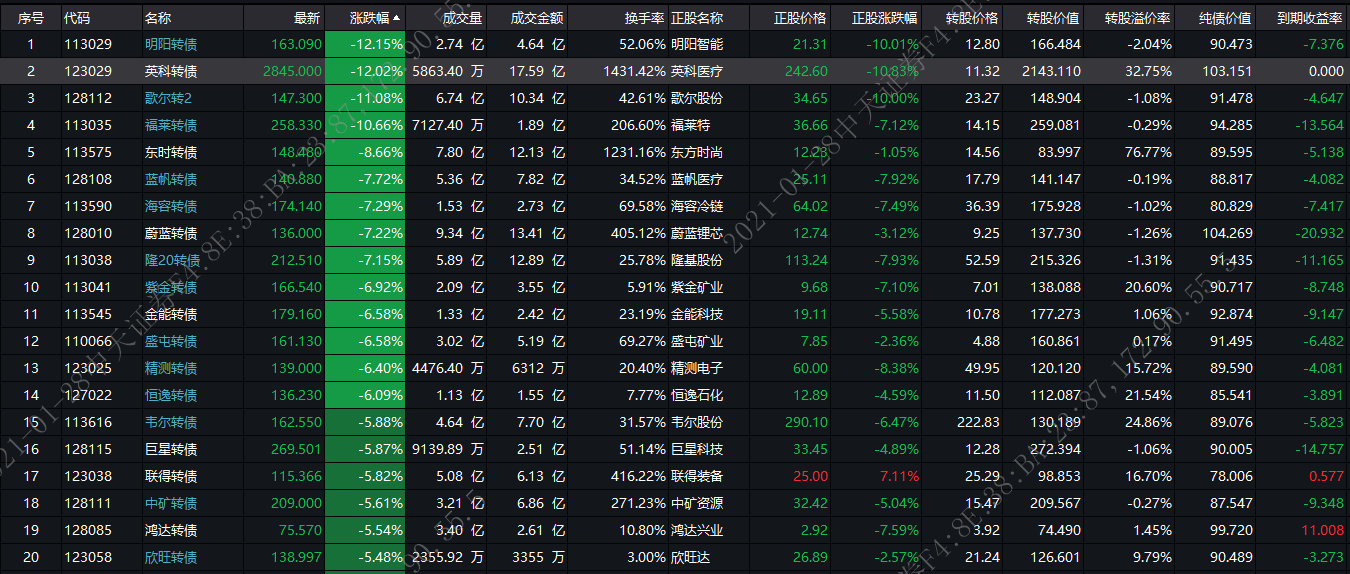 序号 代码 名称 最新 涨跌幅 成交量 成交金额 换手率 正股名称 正股价格 正股涨跌幅 转股价格 转股价值 转股溢价率 纯债价值 到期收益率
1 113029 明阳转债 163.090 -12.15% 2.74 亿 4.64 亿 52.06% 明阳智能 21.31 -10.01% 12.80 166.484 -2.04% 90.473 -7.376
2 123029 英科转债 2845.000 -12.02% 5863.40 万 17.59 亿 1431.42% 英科医疗 242.60 -10.83% 11.32 2143.110 32.75% 103.151 0.000
3 128112 歌尔转2 147.300 -11.08% 6.74 亿 10.34 亿 42.61% 歌尔股份 34.65 -10.00% 23.27 148.904 -1.08% 91.478 -4.647
4 113035 福莱转债 258.330 -10.66% 7127.40 万 1.89 亿 206.60% 福莱特 36.66 -7.12% 14.15 259.081 -0.29% 94.285 -13.564
5 113575 东时转债 148.480 -8.66% 7.80 亿 12.13 亿 1231.16% 东方时尚 12.23 -1.05% 14.56 83.997 76.77% 89.595 -5.138
6 128108 蓝帆转债 140.880 -7.72% 5.36 亿 7.82 亿 34.52% 蓝帆医疗 25.11 -7.92% 17.79 141.147 -0.19% 88.817 -4.082
7 113590 海容转债 174.140 -7.29% 1.53 亿 2.73 亿 69.58% 海容冷链 64.02 -7.49% 36.39 175.928 -1.02% 80.829 -7.417
8 128010 蔚蓝转债 136.000 -7.22% 9.34 亿 13.41 亿 405.12% 蔚蓝锂芯 12.74 -3.12% 9.25 137.730 -1.26% 104.269 -20.932
9 113038 隆20转债 212.510 -7.15% 5.89 亿 12.89 亿 25.78% 隆基股份 113.24 -7.93% 52.59 215.326 -1.31% 91.435 -11.165
10 113041 紫金转债 166.540 -6.92% 2.09 亿 3.55 亿 5.91% 紫金矿业 9.68 -7.10% 7.01 138.088 20.60% 90.717 -8.748
11 113545 金能转债 179.160 -6.58% 1.33 亿 2.42 亿 23.19% 金能科技 19.11 -5.58% 10.78 177.273 1.06% 92.874 -9.147
12 110066 盛屯转债 161.130 -6.58% 3.02 亿 5.19 亿 69.27% 盛屯矿业 7.85 -2.36% 4.88 160.861 0.17% 91.495 -6.482
13 123025 精测转债 139.000 -6.40% 4476.40 万 6312 万 20.40% 精测电子 60.00 -8.38% 49.95 120.120 15.72% 89.590 -4.081
14 127022 恒逸转债 136.230 -6.09% 1.13 亿 1.55 亿 7.77% 恒逸石化 12.89 -4.59% 11.50 112.087 21.54% 85.541 -3.891
15 113616 韦尔转债 162.550 -5.88% 4.64 亿 7.70 亿 31.57% 韦尔股份 290.10 -6.47% 222.83 130.189 24.86% 89.076 -5.823
16 128115 巨星转债 269.501 -5.87% 9139.89 万 2.51 亿 51.14% 巨星科技 33.45 -4.89% 12.28 272.394 -1.06% 90.005 -14.757
17 123038 联得转债 115.366 -5.82% 5.08 亿 6.13 亿 416.22% 联得装备 25.00 7.11% 25.29 98.853 16.70% 78.006 0.577
18 128111 中矿转债 209.000 -5.61% 3.21 亿 6.86 亿 271.23% 中矿资源 32.42 -5.04% 15.47 209.567 -0.27% 87.547 -9.348
19 128085 鸿达转债 75.570 -5.54% 3.40 亿 2.61 亿 10.80% 鸿达兴业 2.92 -7.59% 3.92 74.490 1.45% 99.720 11.008
20 123058 欣旺转债 138.997 -5.48% 2355.92 万 3355 万 3.00% 欣旺达 26.89 -2.57% 21.24 126.601 9.79% 90.489 -3.273